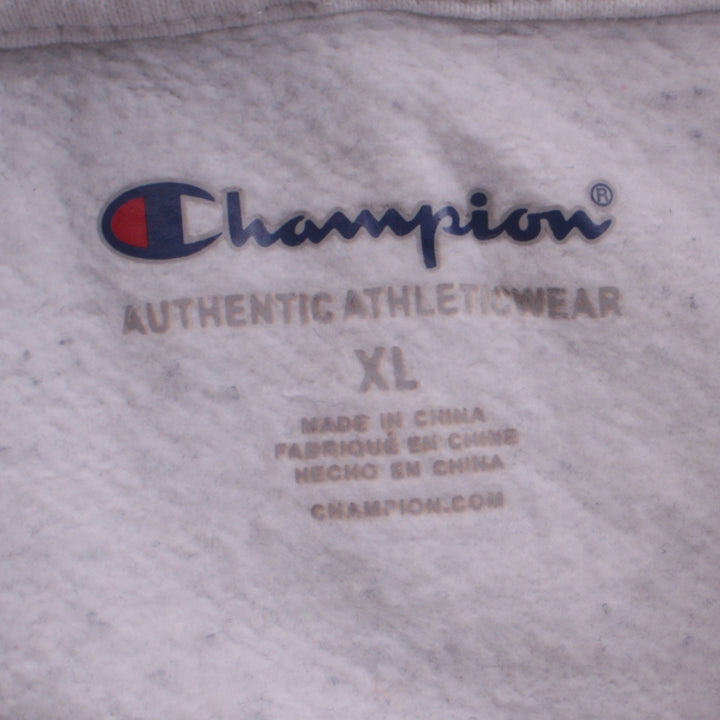 Champion®
AUTHENTIC ATHLETICWEAR
XL
MADE IN CHINA
FABRIQUÉ EN CHINE
HECHO EN CHINA
CHAMPION.COM